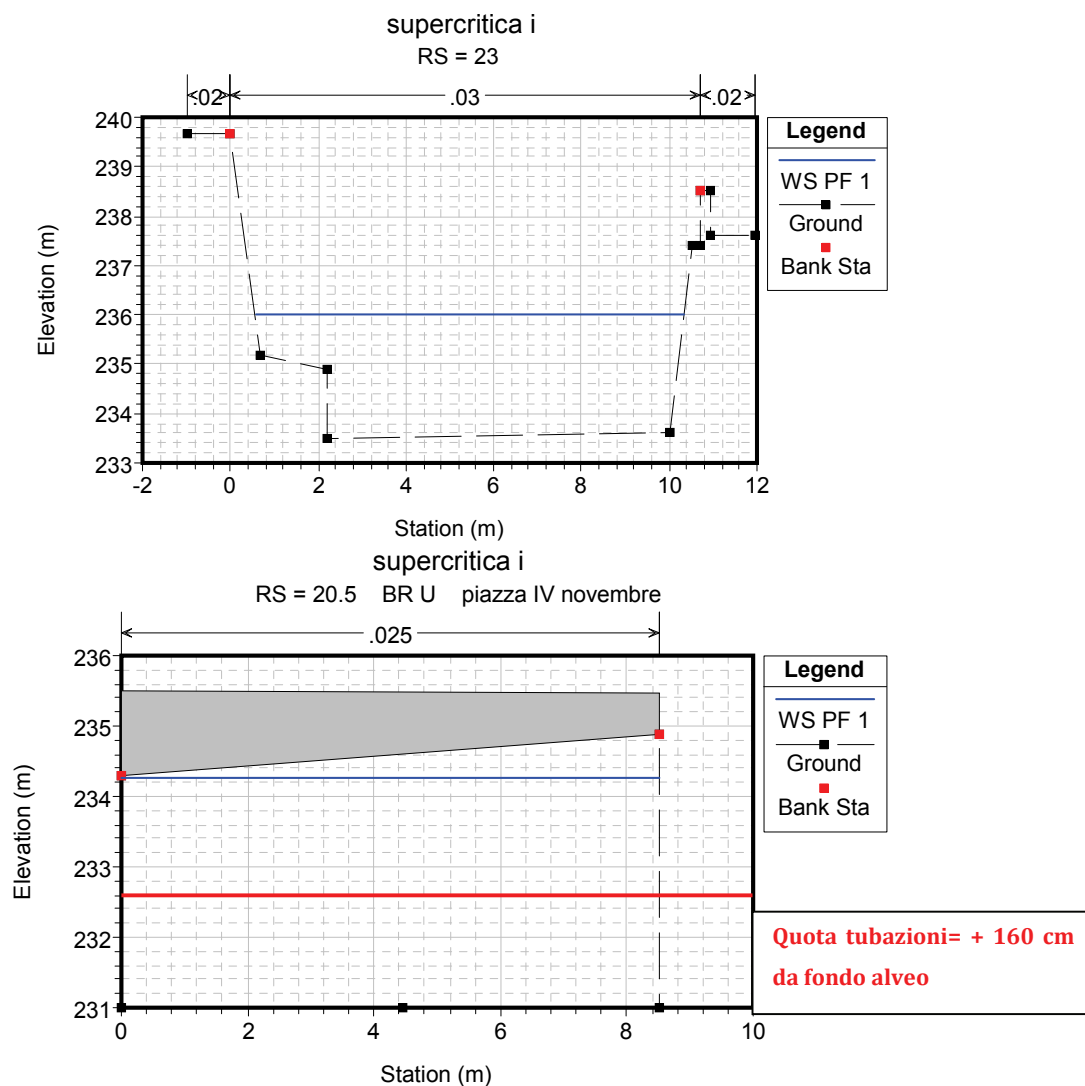 supercritica i
RS = 23
.02
.03
.02
240
239
238
237
236
235
234
233
-2
0
2
4
6
8
10
12
Elevation (m)
Station (m)
Legend
WS PF 1
Ground
Bank Sta
supercritica i
RS = 20.5 BR U piazza IV novembre
.025
236
235
234
233
232
231
0
2
4
6
8
10
Elevation (m)
Station (m)
Legend
WS PF 1
Ground
Bank Sta
Quota tubazioni= + 160 cm
da fondo alveo